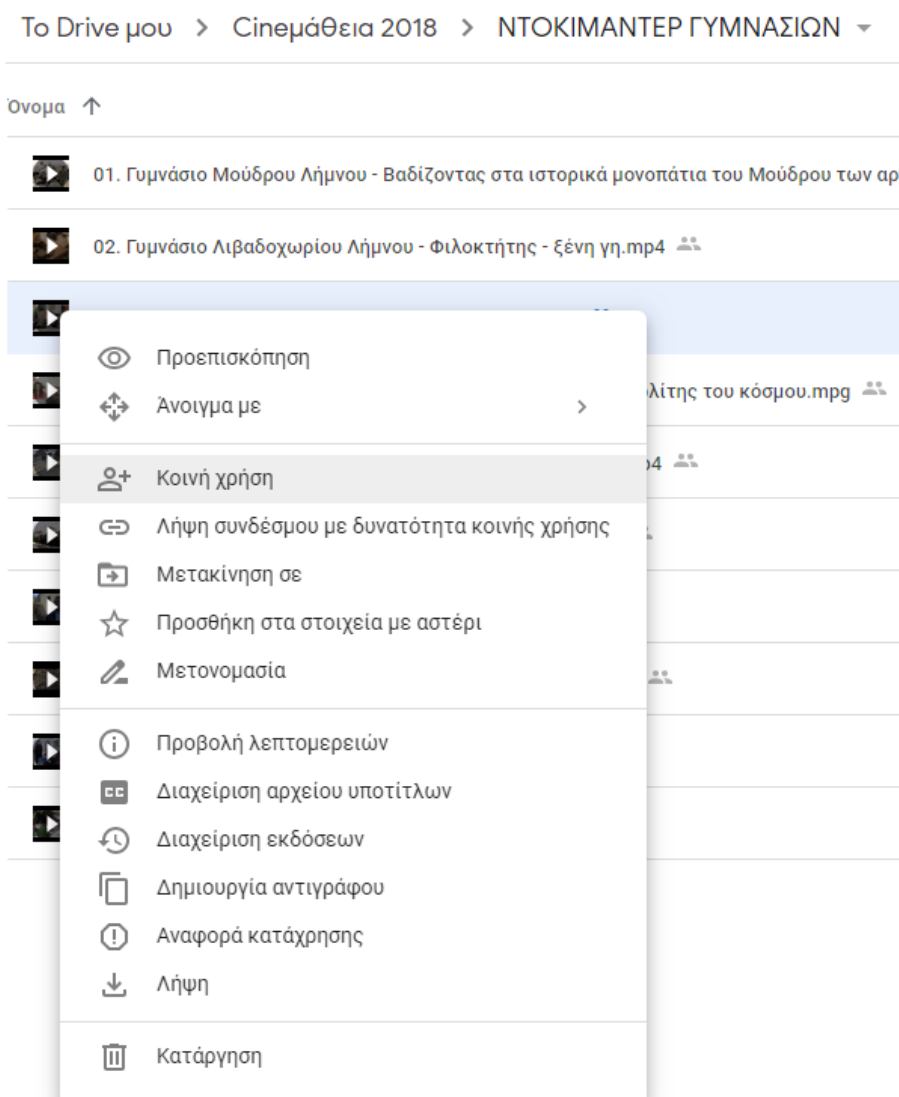 Το Drive μου > Cineμάθεια 2018 > ΝΤΟΚΙΜΑΝΤΕΡ ΓΥΜΝΑΣΙΩΝ
Όνομα ↑
01. Γυμνάσιο Μούδρου Λήμνου - Βαδίζοντας στα ιστορικά μονοπάτια του Μούδρου των αρ
02. Γυμνάσιο Λιβαδοχωρίου Λήμνου - Φιλοκτήτης - ξένη γη.mp4
Προεπισκόπηση
Άνοιγμα με
λίτης του κόσμου.mpg
p4
Κοινή χρήση
Λήψη συνδέσμου με δυνατότητα κοινής χρήσης
Μετακίνηση σε
Προσθήκη στα στοιχεία με αστέρι
Μετονομασία
Προβολή λεπτομερειών
CC Διαχείριση αρχείου υποτίτλων
Διαχείριση εκδόσεων
Δημιουργία αντιγράφου
Αναφορά κατάχρησης
Λήψη
Κατάργηση